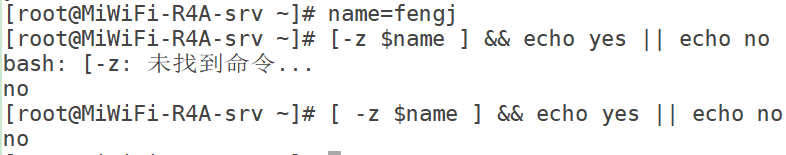 [root@MiWiFi-R4A-srv ~]# name=fengj
[root@MiWiFi-R4A-srv ~]# [-z $name ] && echo yes || echo no
bash: [-z: 未找到命令...
no
[root@MiWiFi-R4A-srv ~]# [ -z $name ] && echo yes || echo no
no